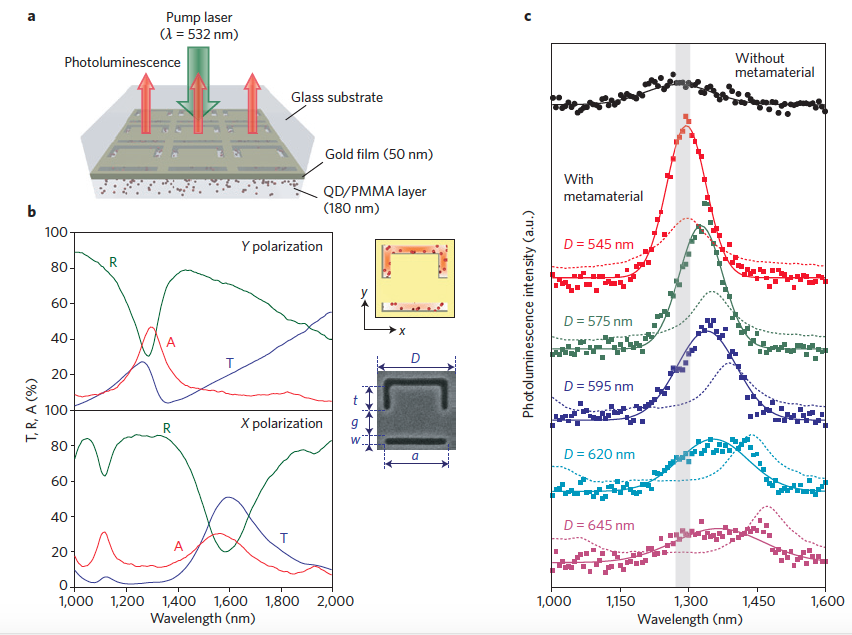 a
Pump laser
(λ = 532 nm)
Photoluminescence
Glass substrate
Gold film (50 nm)
QD/PMMA layer
(180 nm)
b
T, R, A (%)
100
80
60
40
20
100
80
60
40
20
0
Y polarization
R
A
T
X polarization
R
A
T
1,000 1,200 1,400 1,600 1,800 2,000
Wavelength (nm)
y
x
D
t
g
w
a
c
Photoluminescence intensity (a.u.)
Without
metamaterial
With
metamaterial
D = 545 nm
D = 575 nm
D = 595 nm
D = 620 nm
D = 645 nm
1,000 1,150 1,300 1,450 1,600
Wavelength (nm)